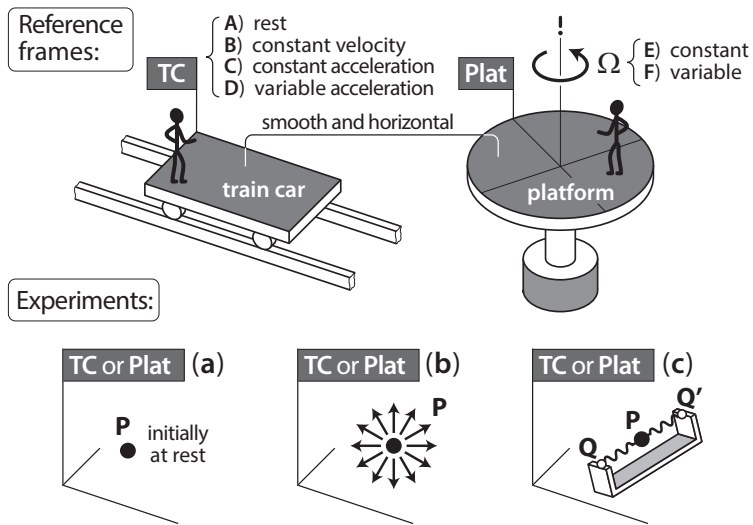 Reference
frames:
TC
A) rest
B) constant velocity
C) constant acceleration
D) variable acceleration
Plat
!
Ω
E) constant
F) variable
smooth and horizontal
train car
platform
Experiments:
TC or Plat (a)
P
initially
at rest
TC or Plat (b)
P
TC or Plat (c)
Q'
P
Q